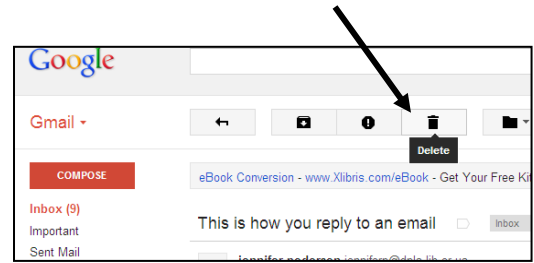 Google
Gmail
Delete
COMPOSE
eBook Conversion - www.Xlibris.com/eBook - Get Your Free Kit
Inbox (9)
This is how you reply to an email Inbox
Important
Sent Mail